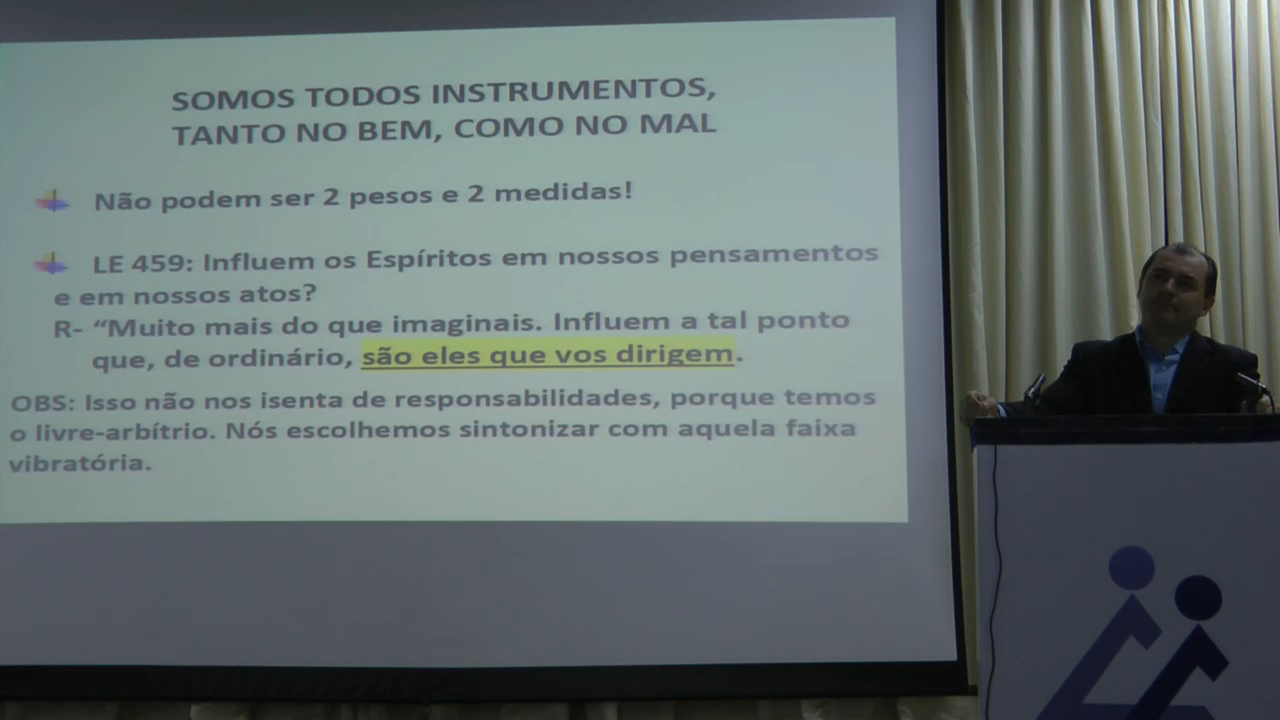 SOMOS TODOS INSTRUMENTOS,
TANTO NO BEM, COMO NO MAL
Não podem ser 2 pesos e 2 medidas!
LE 459: Influem os Espíritos em nossos pensamentos
e em nossos atos?
R- “Muito mais do que imaginais. Influem a tal ponto
que, de ordinário, são eles que vos dirigem.
OBS: Isso não nos isenta de responsabilidades, porque temos
o livre-arbítrio. Nós escolhemos sintonizar com aquela faixa
vibratória.